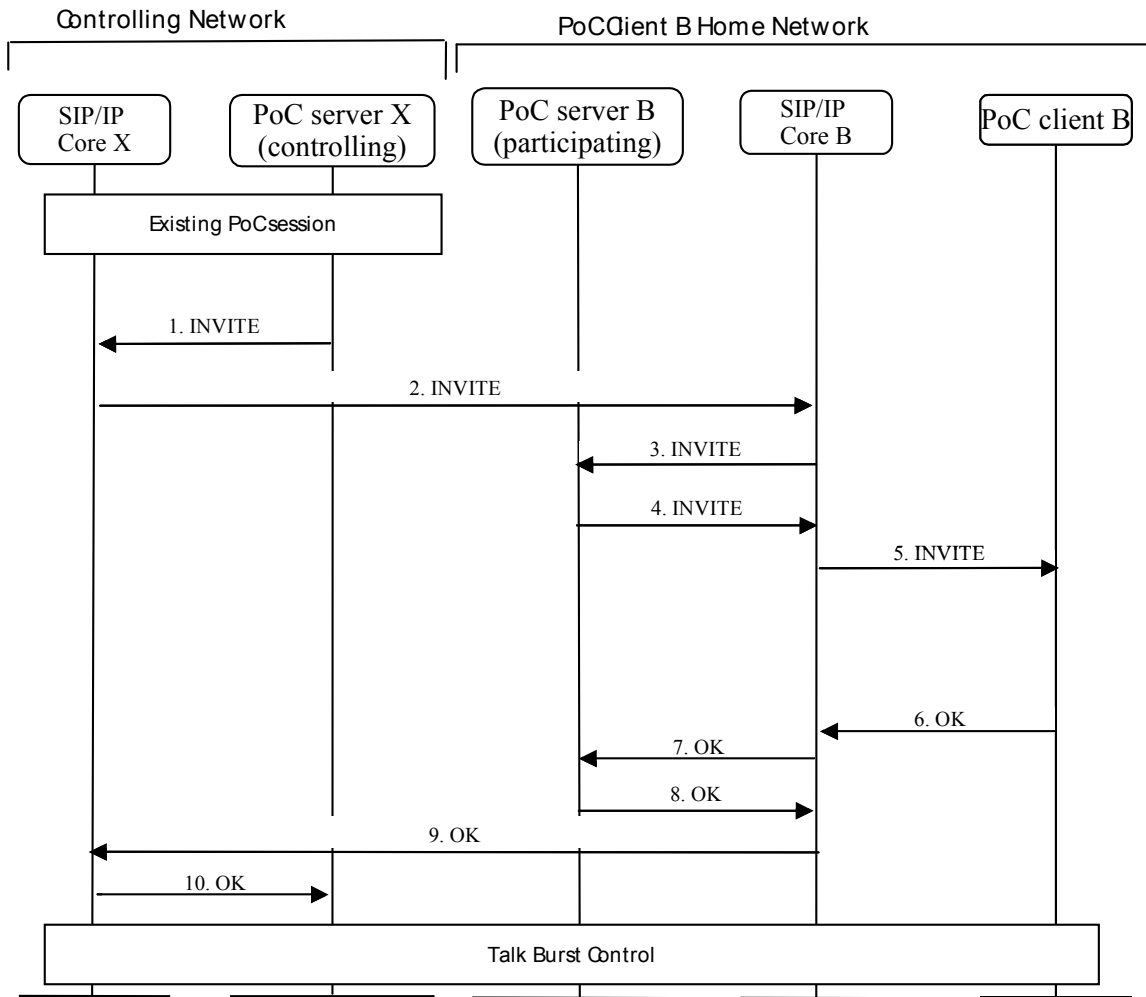 Controlling Network
PoCClient B Home Network
SIP/IP
Core X
PoC server X
(controlling)
PoC server B
(participating)
SIP/IP
Core B
PoC client B
Existing PoCsession
1. INVITE
2. INVITE
3. INVITE
4. INVITE
5. INVITE
6. OK
7. OK
8. OK
9. OK
10. OK
Talk Burst Control